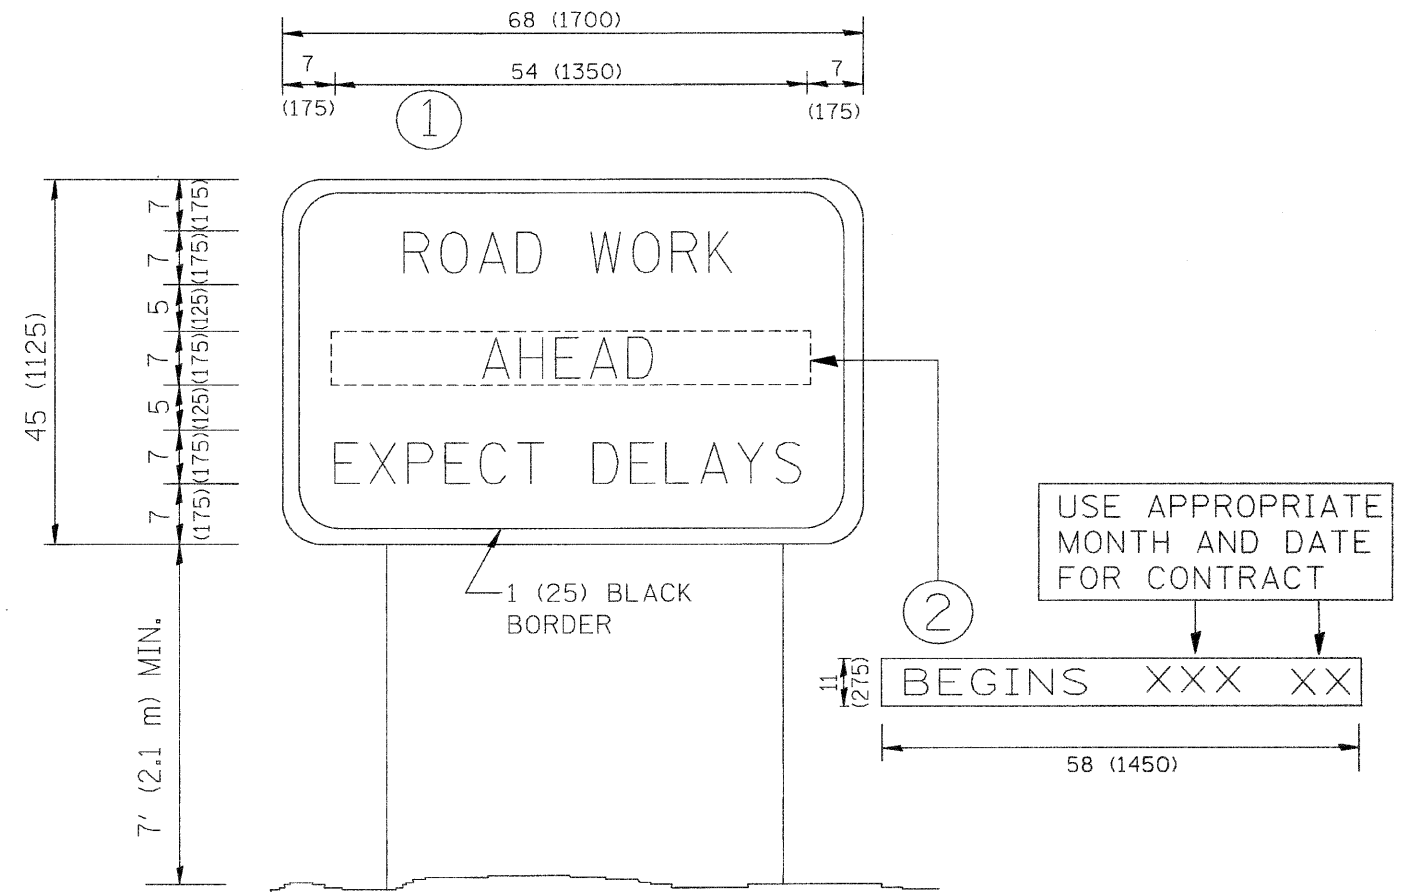 68 (1700)
7
54 (1350)
7
(175)
(175)
1
45 (1125)
7
(175)
7
(175)
5
(125)
7
(175)
5
(125)
7
(175)
7
(175)
ROAD WORK
AHEAD
EXPECT DELAYS
1 (25) BLACK
BORDER
7' (2.1 m) MIN.
USE APPROPRIATE
MONTH AND DATE
FOR CONTRACT
2
11
(275)
BEGINS XXX XX
58 (1450)